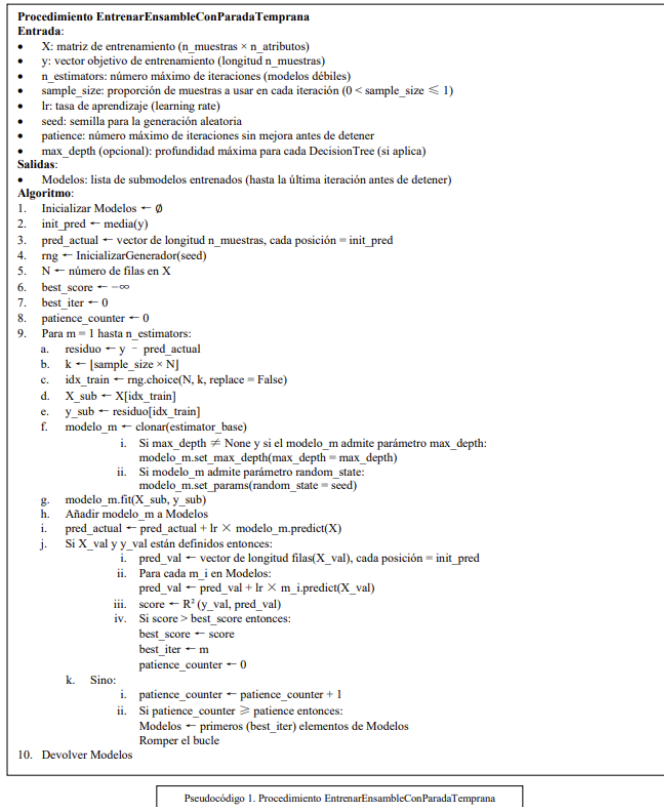 Procedimiento EntrenarEnsambleConParadaTemprana
Entrada:
• X: matriz de entrenamiento (n_muestras × n_atributos)
• y: vector objetivo de entrenamiento (longitud n_muestras)
• n_estimators: número máximo de iteraciones (modelos débiles)
• sample_size: proporción de muestras a usar en cada iteración (0 < sample_size ≤ 1)
• lr: tasa de aprendizaje (learning rate)
• seed: semilla para la generación aleatoria
• patience: número máximo de iteraciones sin mejora antes de detener
• max_depth (opcional): profundidad máxima para cada DecisionTree (si aplica)
Salidas:
• Modelos: lista de submodelos entrenados (hasta la última iteración antes de detener)
Algoritmo:
1. Inicializar Modelos ← ∅
2. init_pred ← media(y)
3. pred_actual ← vector de longitud n_muestras, cada posición = init_pred
4. rng ← InicializarGenerador(seed)
5. N ← número de filas en X
6. best_score ← −∞
7. best_iter ← 0
8. patience_counter ← 0
9. Para m = 1 hasta n_estimators:
a. residuo ← y − pred_actual
b. k ← ⌊sample_size × N⌋
c. idx_train ← rng.choice(N, k, replace = False)
d. X_sub ← X[idx_train]
e. y_sub ← residuo[idx_train]
f. modelo_m ← clonar(estimator_base)
i. Si max_depth ≠ None y si el modelo_m admite parámetro max_depth:
modelo_m.set_max_depth(max_depth = max_depth)
ii. Si modelo_m admite parámetro random_state:
modelo_m.set_params(random_state = seed)
g. modelo_m.fit(X_sub, y_sub)
h. Añadir modelo_m a Modelos
i. pred_actual ← pred_actual + lr × modelo_m.predict(X)
j. Si X_val y y_val están definidos entonces:
i. pred_val ← vector de longitud filas(X_val), cada posición = init_pred
ii. Para cada m_i en Modelos:
pred_val ← pred_val + lr × m_i.predict(X_val)
iii. score ← R² (y_val, pred_val)
iv. Si score > best_score entonces:
best_score ← score
best_iter ← m
patience_counter ← 0
k. Sino:
i. patience_counter ← patience_counter + 1
ii. Si patience_counter ≥ patience entonces:
Modelos ← primeros (best_iter) elementos de Modelos
Romper el bucle
10. Devolver Modelos
Pseudocódigo 1. Procedimiento EntrenarEnsambleConParadaTemprana